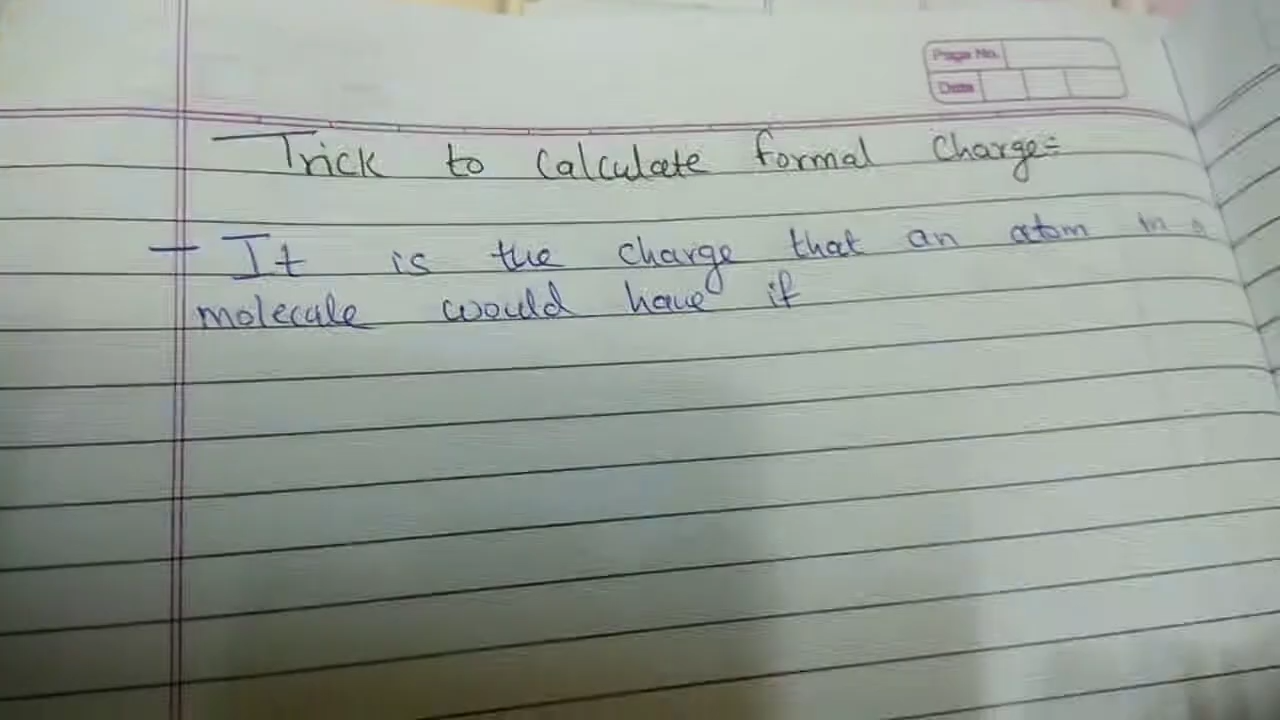 Page No.
Date
Trick to Calculate formal Charge:
- It is the charge that an atom in a
molecule would have if